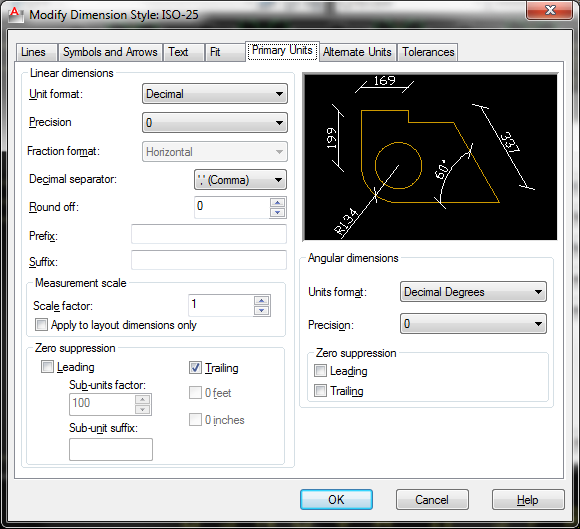 Modify Dimension Style: ISO-25
Lines
Symbols and Arrows
Text
Fit
Primary Units
Alternate Units
Tolerances
Linear dimensions
Unit format:
Decimal
Precision
0
Fraction format:
Horizontal
Decimal separator:
',' (Comma)
Round off:
0
Prefix:
Suffix:
Measurement scale
Scale factor:
1
Apply to layout dimensions only
Zero suppression
Leading
Trailing
Sub-units factor:
100
0 feet
0 inches
Sub-unit suffix:
169
199
337
60°
R134
Angular dimensions
Units format:
Decimal Degrees
Precision:
0
Zero suppression
Leading
Trailing
OK
Cancel
Help